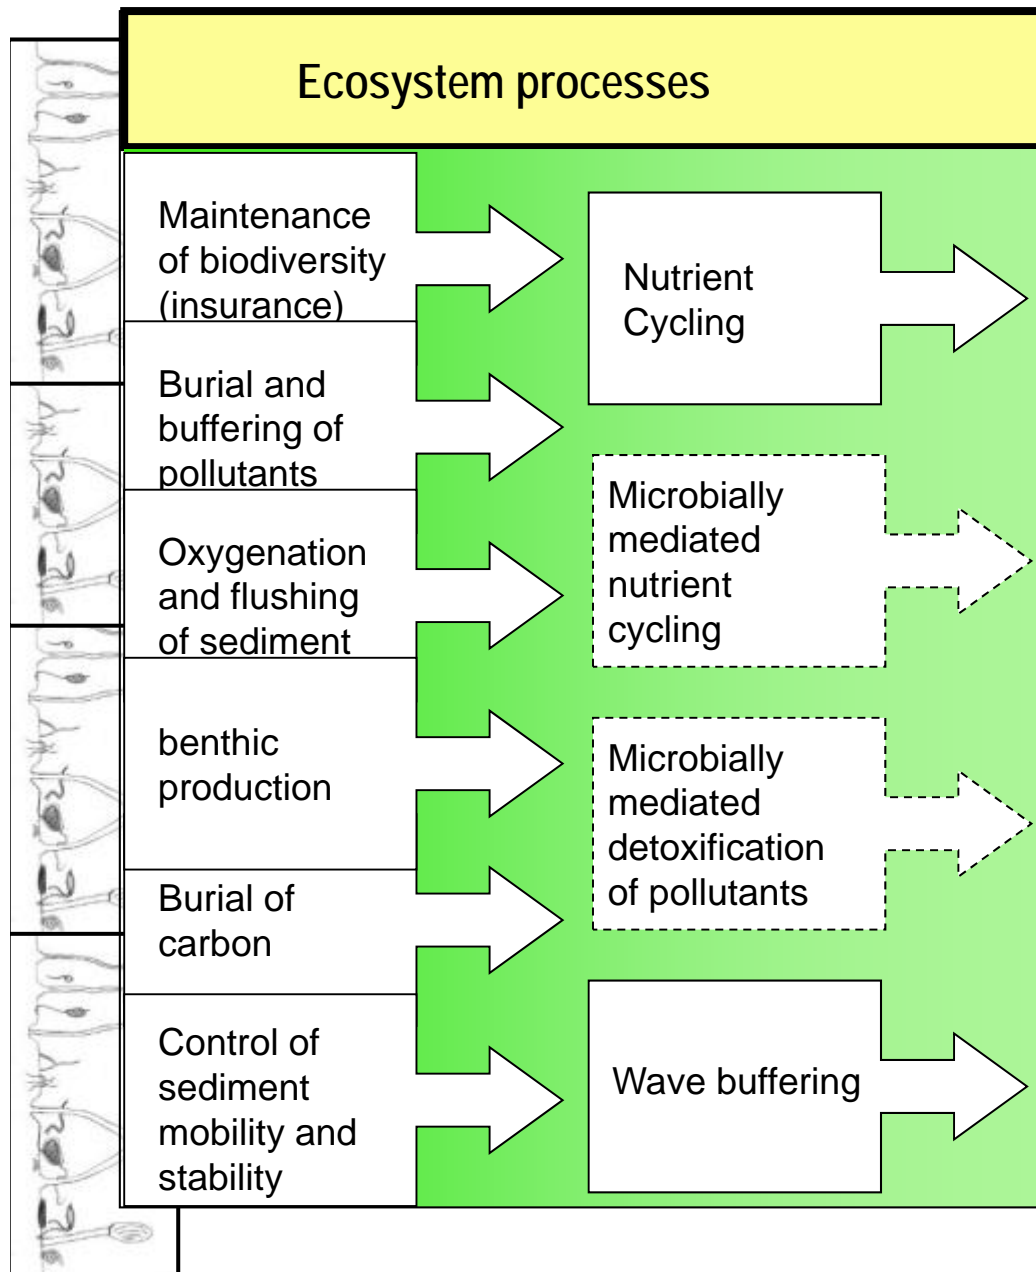 Ecosystem processes
Maintenance
of biodiversity
(insurance)
Burial and
buffering of
pollutants
Oxygenation
and flushing
of sediment
benthic
production
Burial of
carbon
Control of
sediment
mobility and
stability
Nutrient
Cycling
Microbially
mediated
nutrient
cycling
Microbially
mediated
detoxification
of pollutants
Wave buffering